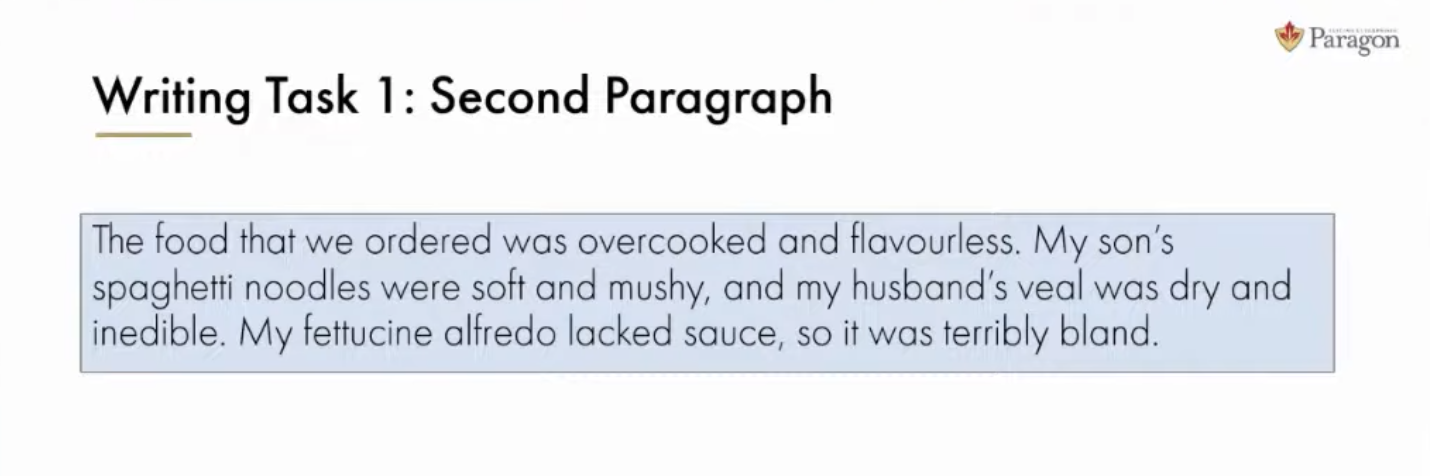 Paragon
Writing Task 1: Second Paragraph
The food that we ordered was overcooked and flavourless. My son's
spaghetti noodles were soft and mushy, and my husband's veal was dry and
inedible. My fettucine alfredo lacked sauce, so it was terribly bland.